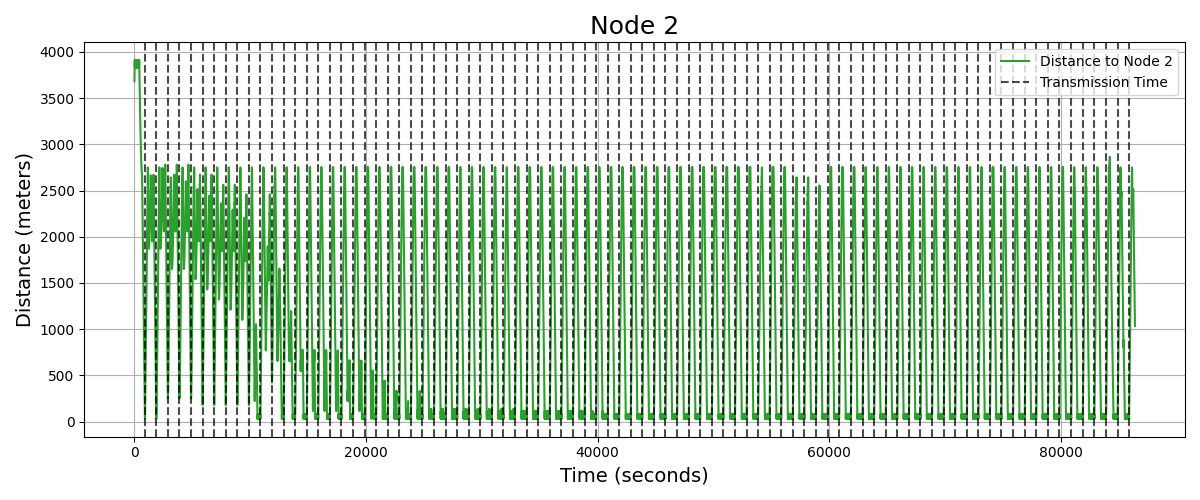 Node 2
Distance to Node 2
Transmission Time
Distance (meters)
4000
3500
3000
2500
2000
1500
1000
500
0
0 20000 40000 60000 80000
Time (seconds)